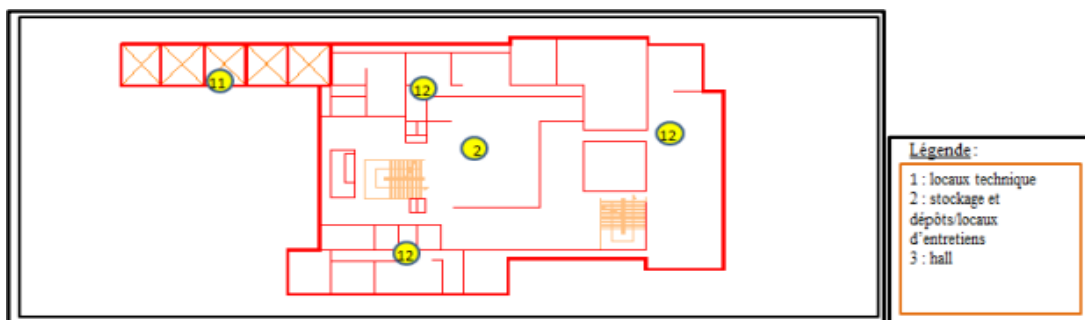 11
12
12
2
12
Légende :
1 : locaux technique
2 : stockage et
dépôts/locaux
d'entretiens
3 : hall